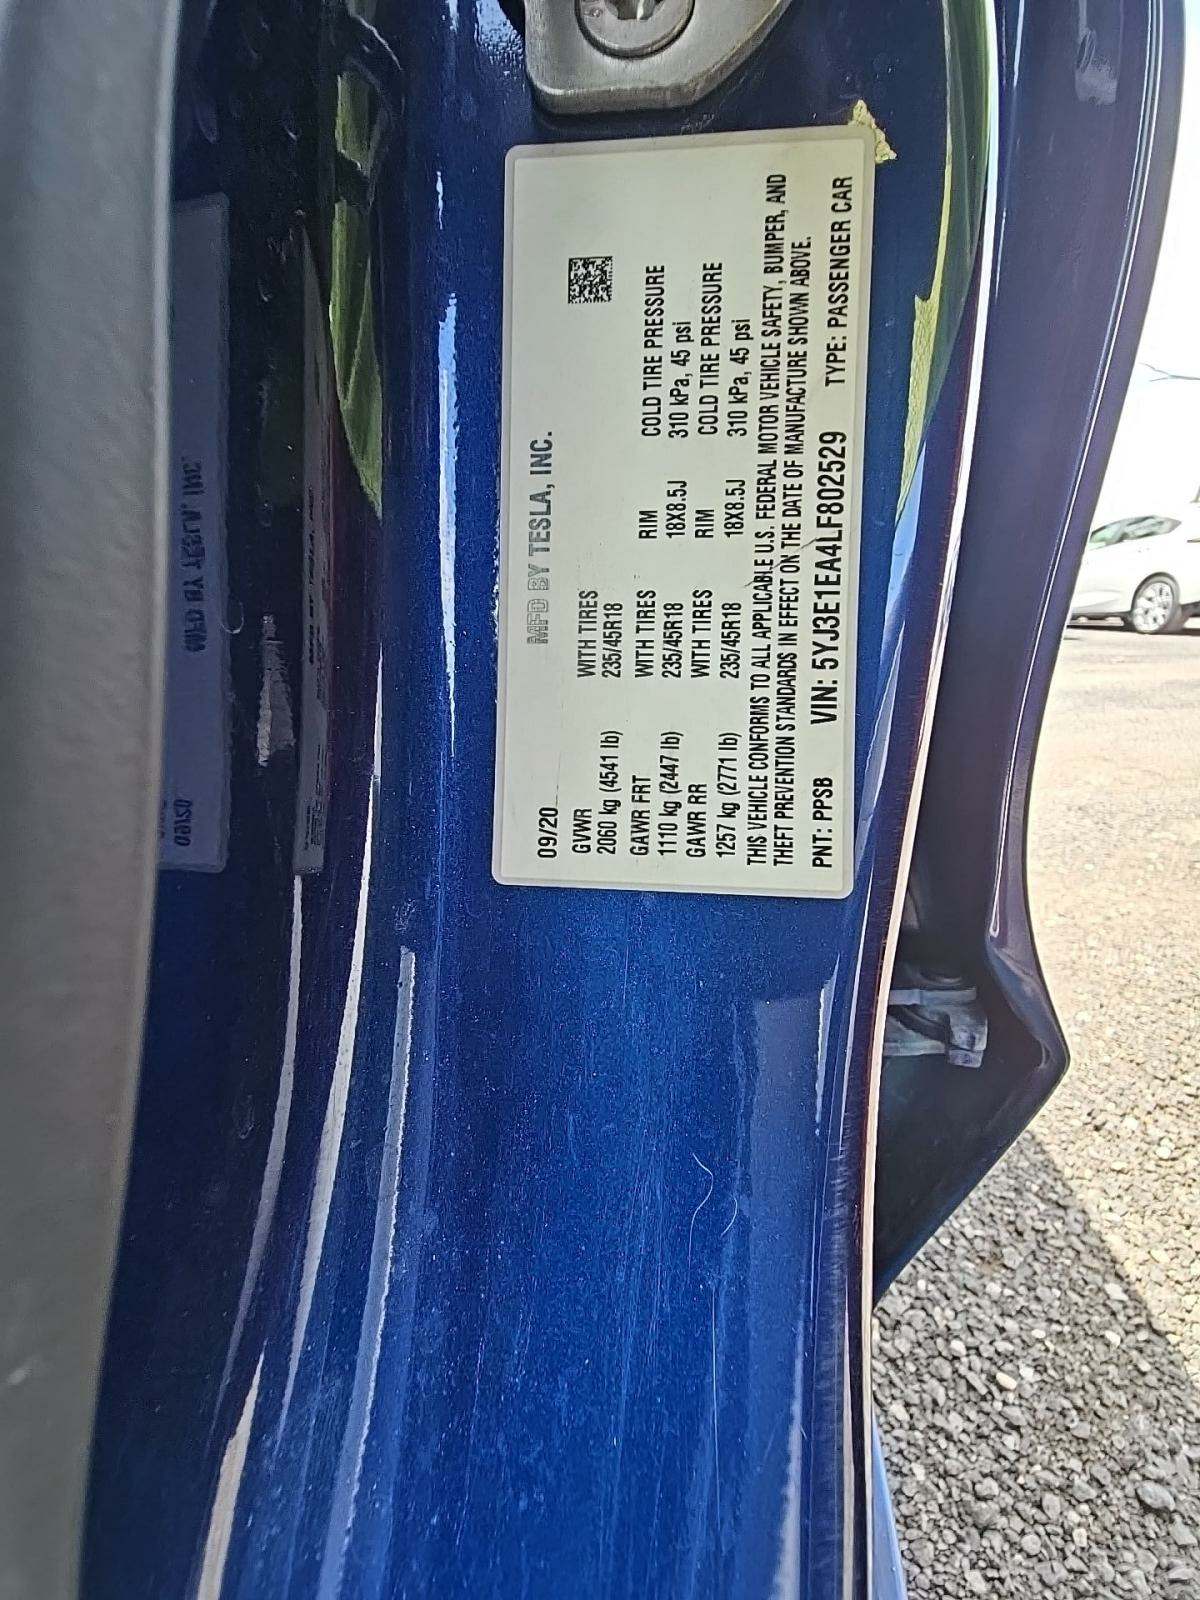 MFD BY TESLA, INC.
09/20
GVWR WITH TIRES
2060 kg (4541 lb) 235/45R18
GAWR FRT WITH TIRES RIM COLD TIRE PRESSURE
1110 kg (2447 lb) 235/45R18 18X8.5J 310 kPa, 45 psi
GAWR RR WITH TIRES RIM COLD TIRE PRESSURE
1257 kg (2771 lb) 235/45R18 18X8.5J 310 kPa, 45 psi
THIS VEHICLE CONFORMS TO ALL APPLICABLE U.S. FEDERAL MOTOR VEHICLE SAFETY, BUMPER, AND
THEFT PREVENTION STANDARDS IN EFFECT ON THE DATE OF MANUFACTURE SHOWN ABOVE.
PNT: PPSB VIN: 5YJ3E1EA4LF802529 TYPE: PASSENGER CAR